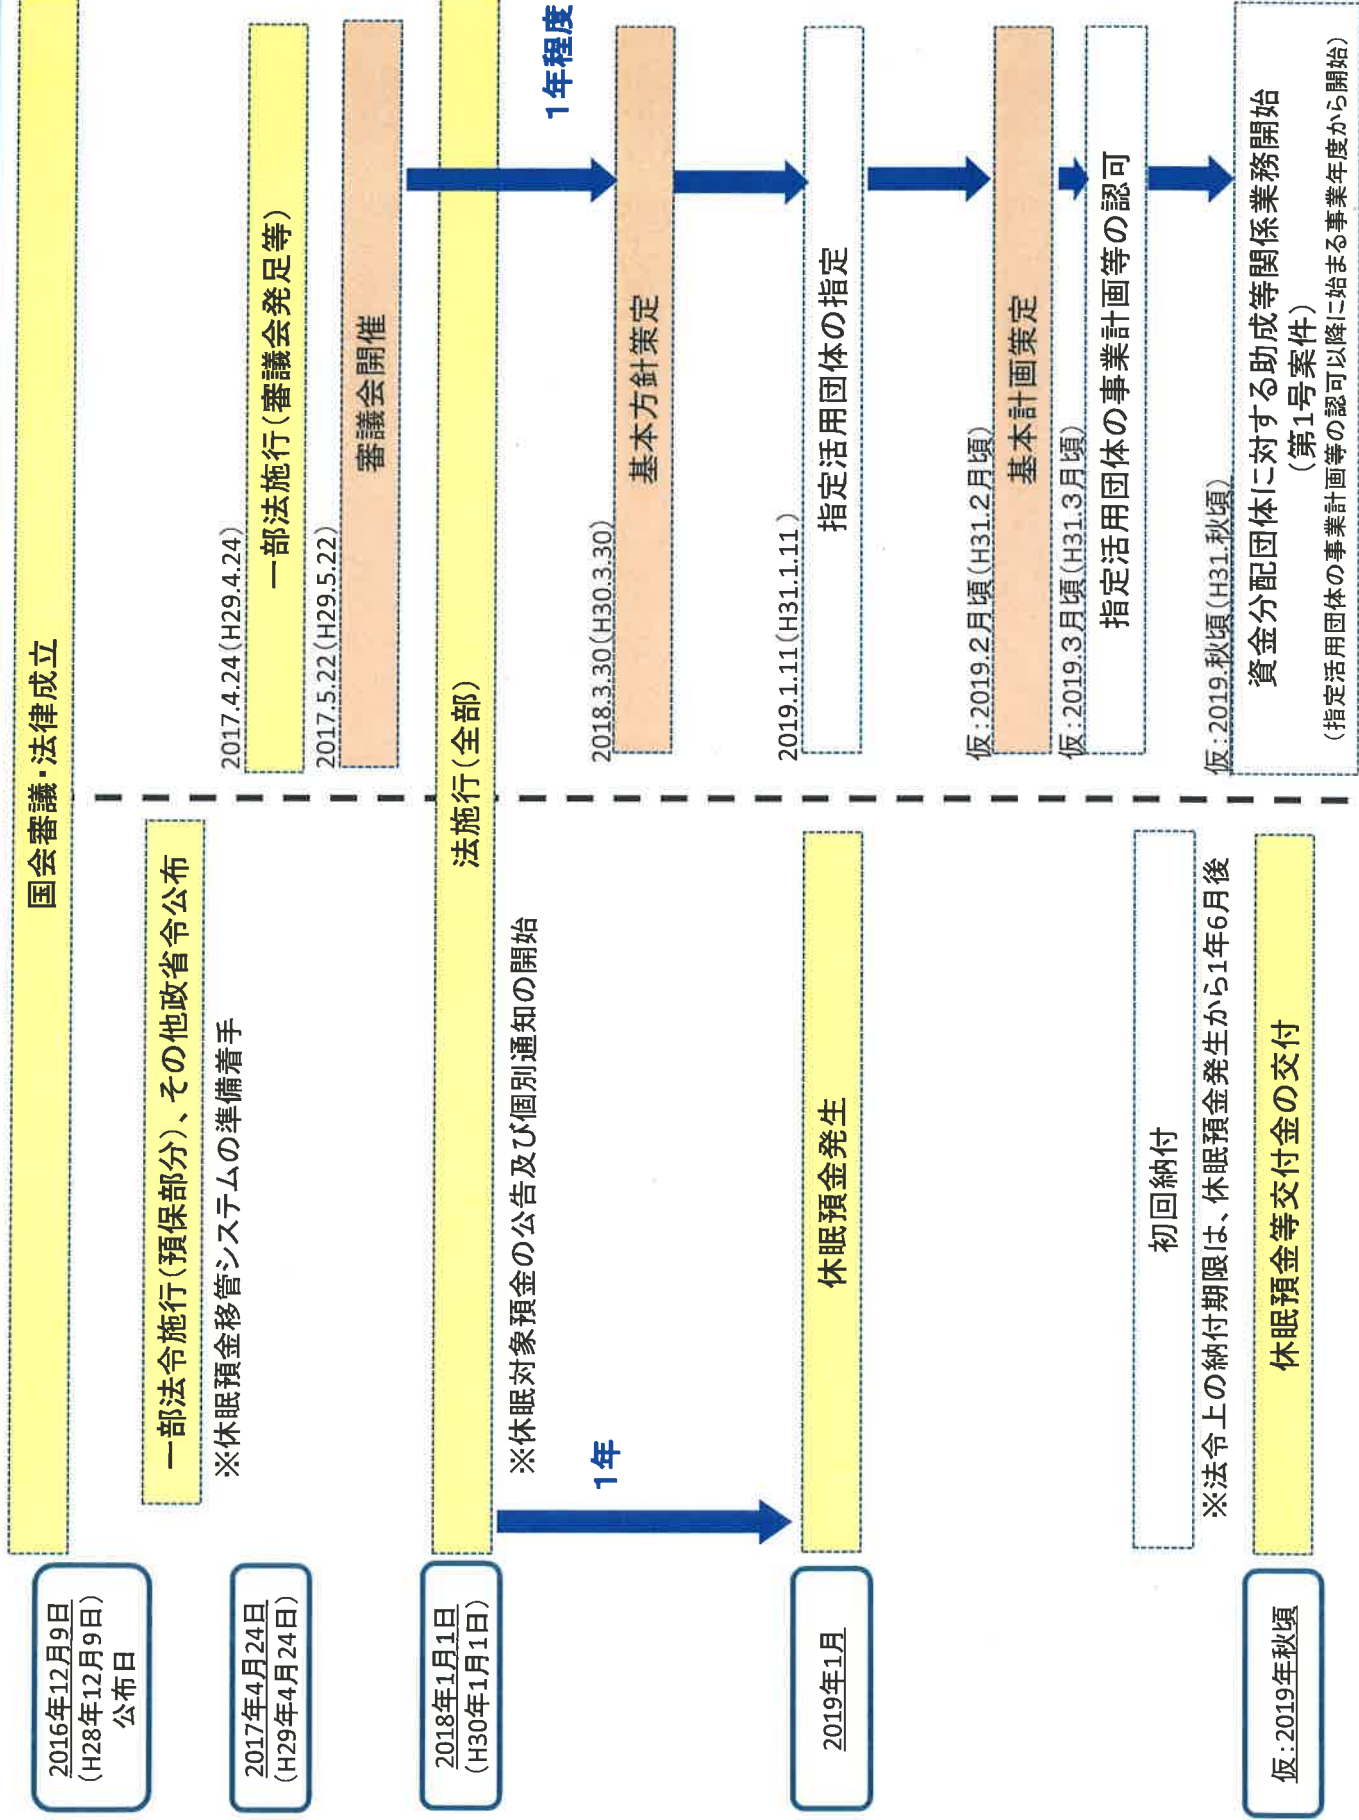 国会審議・法律成立
2016年12月9日
(H28年12月9日)
公布日
一部法令施行(預保部分)、その他政省令公布
※休眠預金移管システムの準備着手
2017年4月24日
(H29年4月24日)
2017.4.24(H29.4.24)
一部法施行(審議会発足等)
2017.5.22(H29.5.22)
審議会開催
2018年1月1日
(H30年1月1日)
法施行(全部)
※休眠対象預金の公告及び個別通知の開始
1年
1年程度
2018.3.30(H30.3.30)
基本方針策定
2019年1月
休眠預金発生
2019.1.11(H31.1.11)
指定活用団体の指定
仮:2019.2月頃(H31.2月頃)
基本計画策定
仮:2019.3月頃(H31.3月頃)
指定活用団体の事業計画等の認可
初回納付
※法令上の納付期限は、休眠預金発生から1年6月後
仮:2019年秋頃
休眠預金等交付金の交付
仮:2019.秋頃(H31.秋頃)
資金分配団体に対する助成等関係業務開始
(第1号案件)
(指定活用団体の事業計画等の認可以降に始まる事業年度から開始)